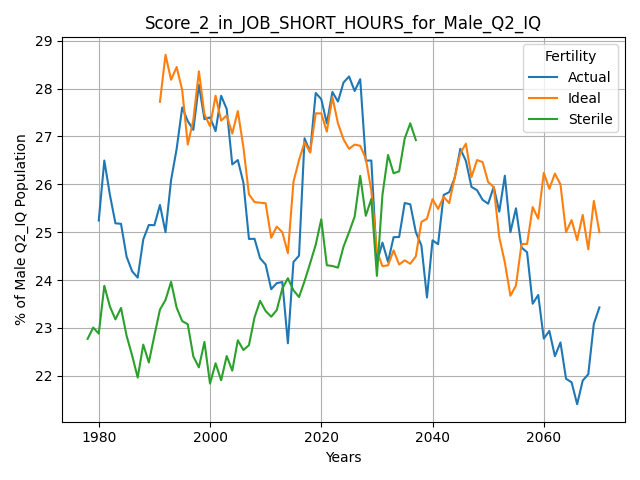 Score_2_in_JOB_SHORT_HOURS_for_Male_Q2_IQ
Fertility
Actual
Ideal
Sterile
% of Male Q2_IQ Population
29
28
27
26
25
24
23
22
1980
2000
2020
2040
2060
Years